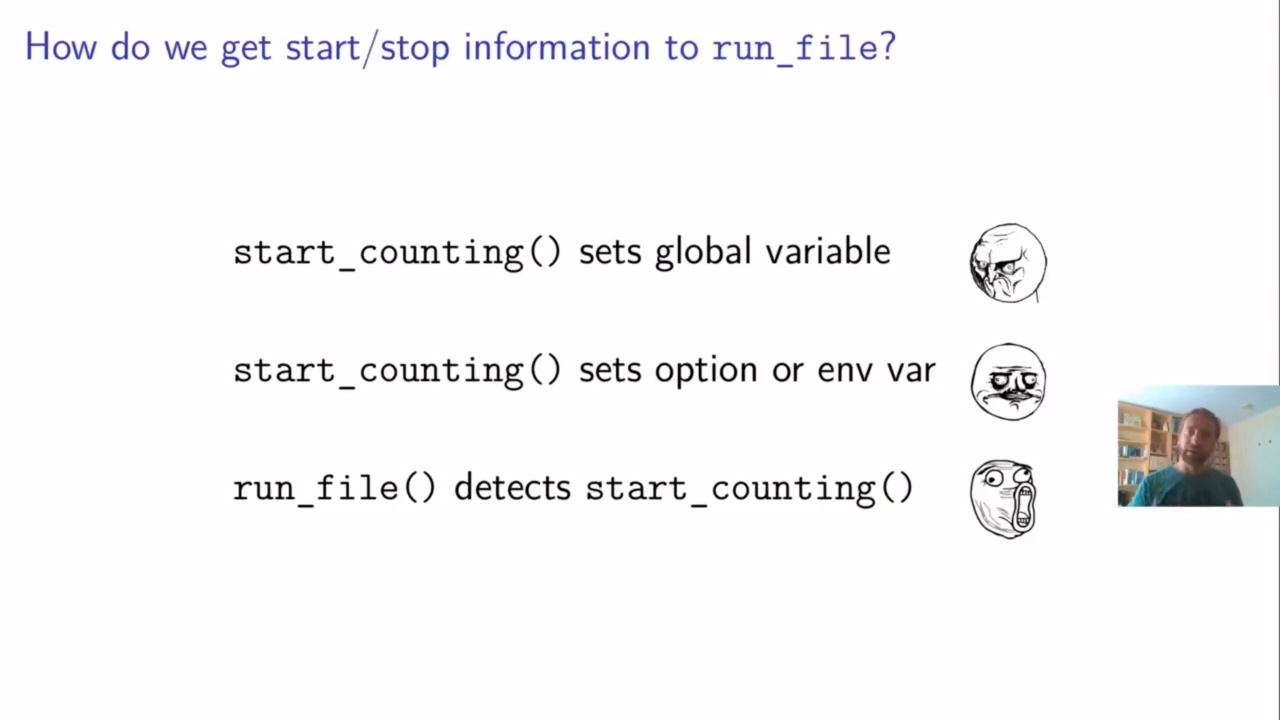 How do we get start/stop information to run_file?
start_counting() sets global variable
start_counting() sets option or env var
run_file() detects start_counting()